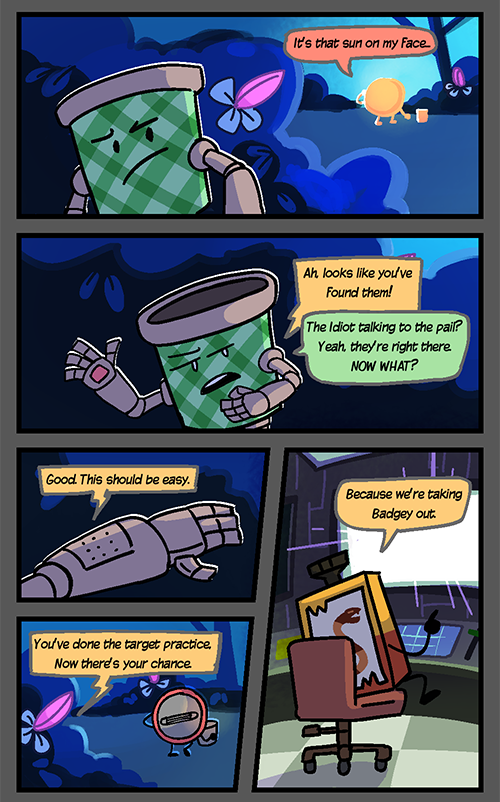 It's that sun on my face...
Ah, looks like you've
found them!
The Idiot talking to the pail?
Yeah, they're right there.
NOW WHAT?
Good. This should be easy.
Because we're taking
Badgey out.
You've done the target practice.
Now there's your chance.